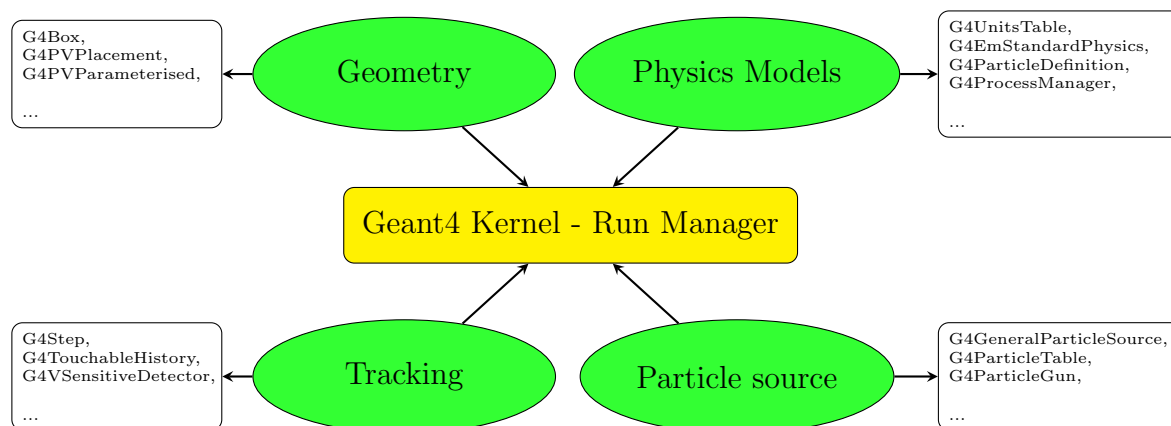 G4Box,
G4PVPlacement,
G4PVParameterised,
...
Geometry
Physics Models
G4UnitsTable,
G4EmStandardPhysics,
G4ParticleDefinition,
G4ProcessManager,
...
Geant4 Kernel - Run Manager
G4Step,
G4TouchableHistory,
G4VSensitiveDetector,
...
Tracking
Particle source
G4GeneralParticleSource,
G4ParticleTable,
G4ParticleGun,
...